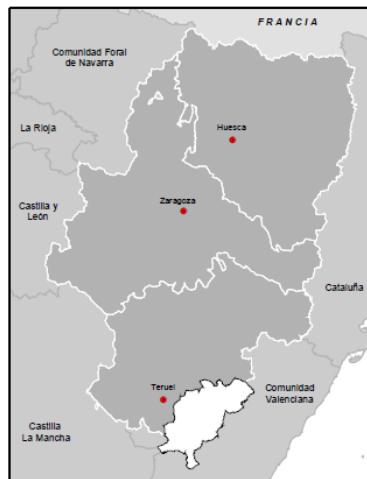 FRANCIA
Comunidad Foral
de Navarra
Huesca
La Rioja
Zaragoza
Castilla y
León
Cataluña
Teruel
Comunidad
Valenciana
Castilla
La Mancha